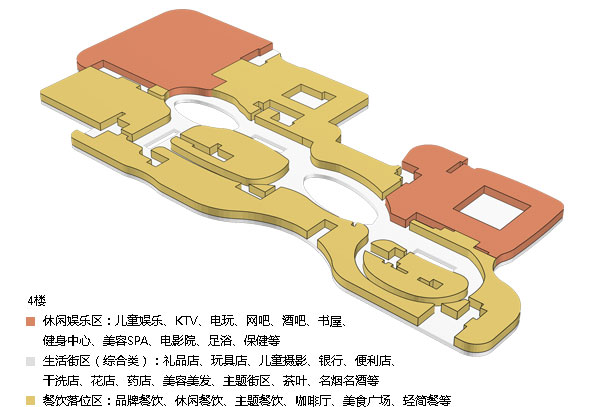 4楼
休闲娱乐区：儿童娱乐、KTV、电玩、网吧、酒吧、书屋、
健身中心、美容SPA、电影院、足浴、保健等
生活街区（综合类）：礼品店、玩具店、儿童摄影、银行、便利店、
干洗店、花店、药店、美容美发、主题街区、茶叶、名烟名酒等
餐饮落位区：品牌餐饮、休闲餐饮、主题餐饮、咖啡厅、美食广场、轻简餐等